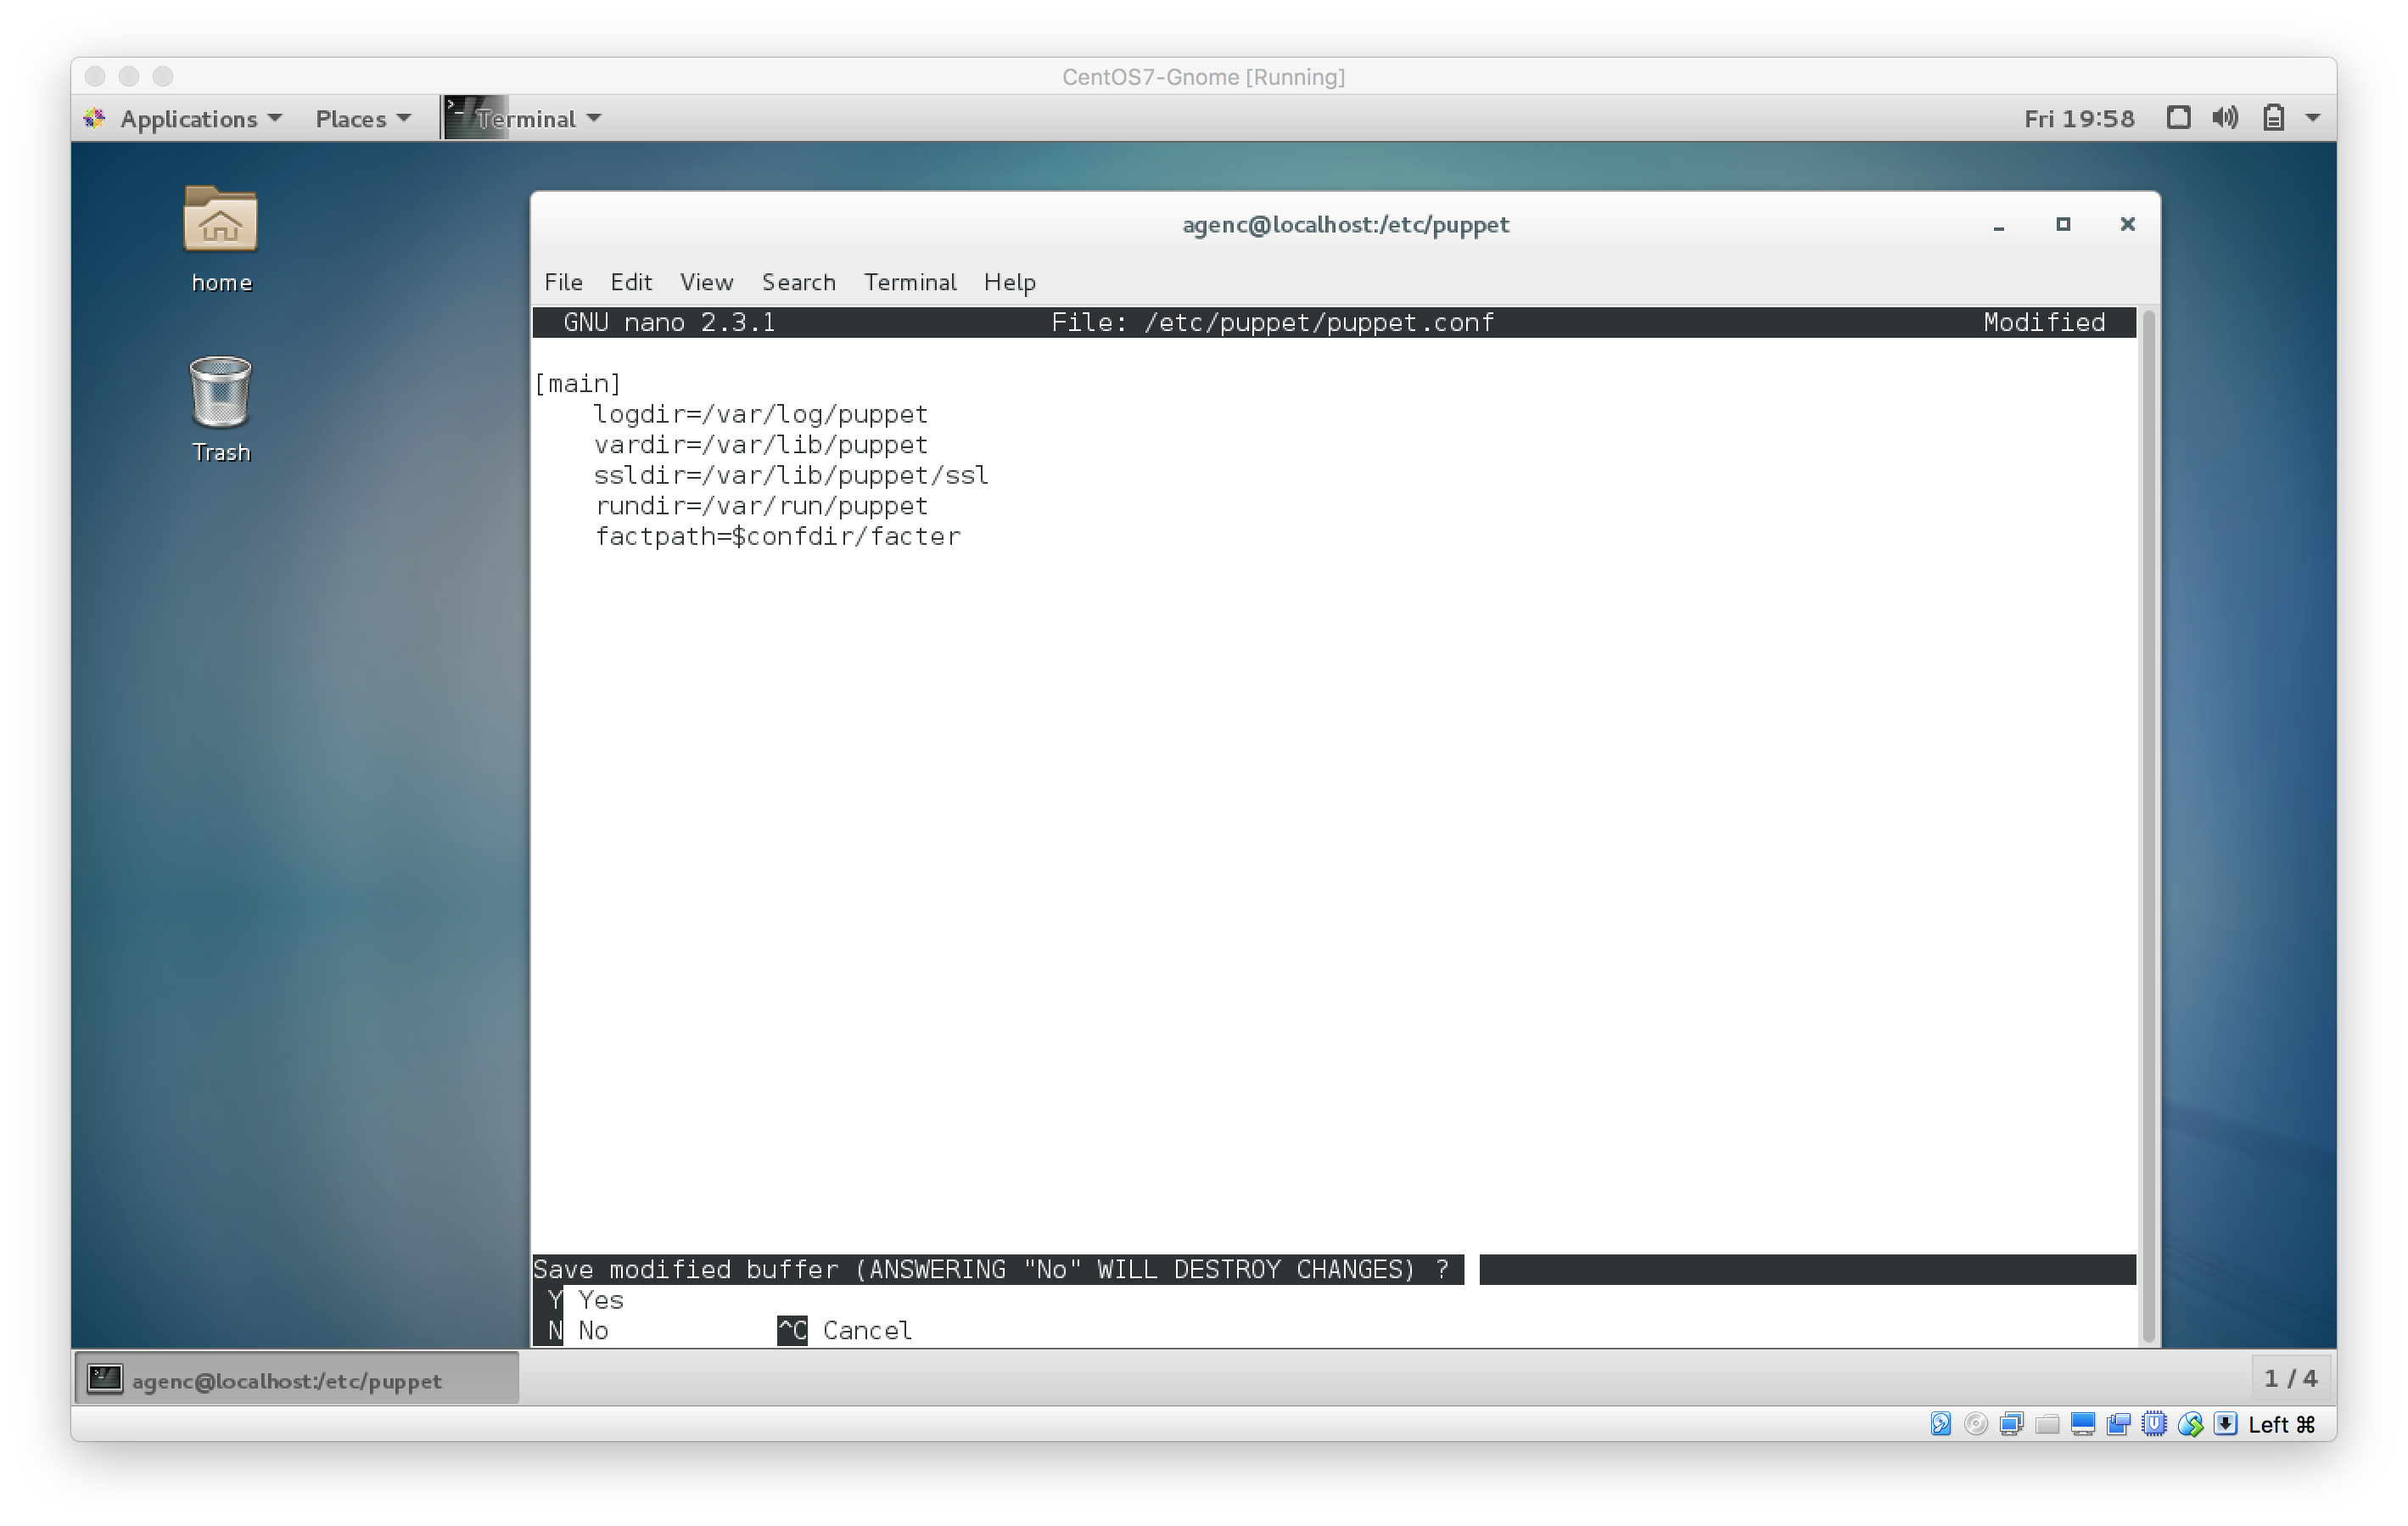 CentOS7-Gnome [Running]
Applications Places Terminal Fri 19:58
home
Trash
agenc@localhost:/etc/puppet
File Edit View Search Terminal Help
GNU nano 2.3.1 File: /etc/puppet/puppet.conf Modified
[main]
logdir=/var/log/puppet
vardir=/var/lib/puppet
ssldir=/var/lib/puppet/ssl
rundir=/var/run/puppet
factpath=$confdir/facter
Save modified buffer (ANSWERING "No" WILL DESTROY CHANGES) ?
Y Yes
N No ^C Cancel
agenc@localhost:/etc/puppet 1 / 4
Left ⌘